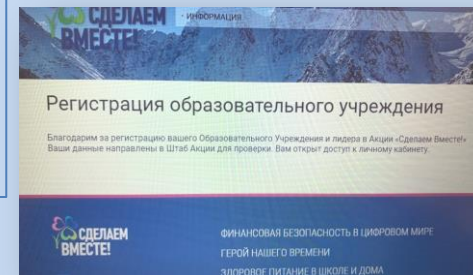 СДЕЛАЕМ
ВМЕСТЕ!
ИНФОРМАЦИЯ
Регистрация образовательного учреждения
Благодарим за регистрацию вашего Образовательного Учреждения и лидера в Акции «Сделаем Вместе!»
Ваши данные направлены в Штаб Акции для проверки. Вам открыт доступ к личному кабинету.
СДЕЛАЕМ
ВМЕСТЕ!
ФИНАНСОВАЯ БЕЗОПАСНОСТЬ В ЦИФРОВОМ МИРЕ
ГЕРОЙ НАШЕГО ВРЕМЕНИ
ЗДОРОВОЕ ПИТАНИЕ В ШКОЛЕ И ДОМА